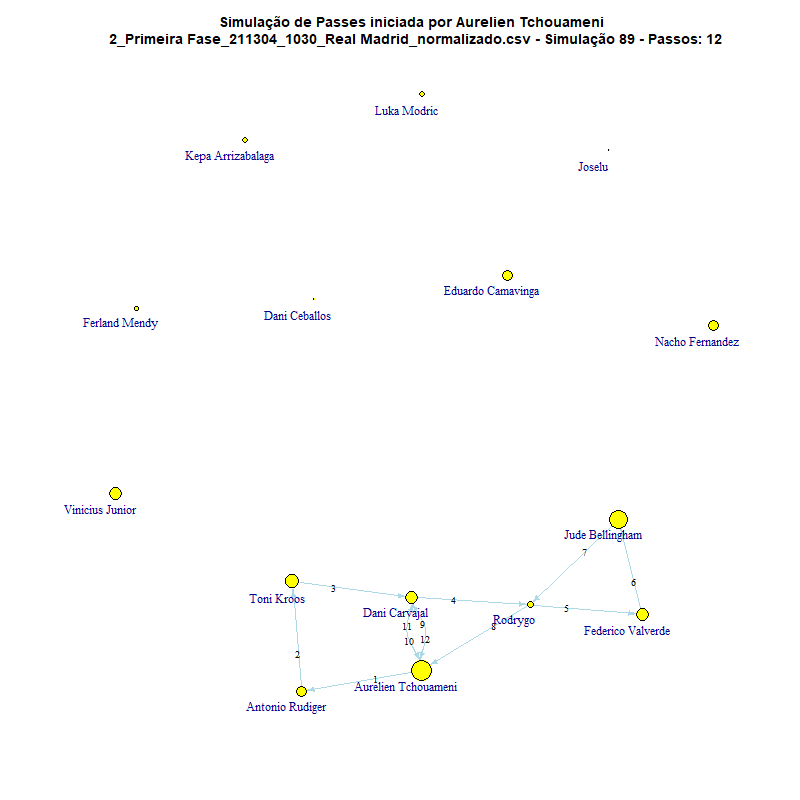 Simulação de Passes iniciada por Aurelien Tchouameni
2_Primeira Fase_211304_1030_Real Madrid_normalizado.csv - Simulação 89 - Passos: 12
Luka Modric
Kepa Arrizabalaga
Joselu
Eduardo Camavinga
Dani Ceballos
Ferland Mendy
Nacho Fernandez
Vinicius Junior
Jude Bellingham
7
6
3
Toni Kroos
4
5
Dani Carvajal
Rodrygo
11
9
8
Federico Valverde
10
12
2
1
Aurelien Tchouameni
Antonio Rudiger